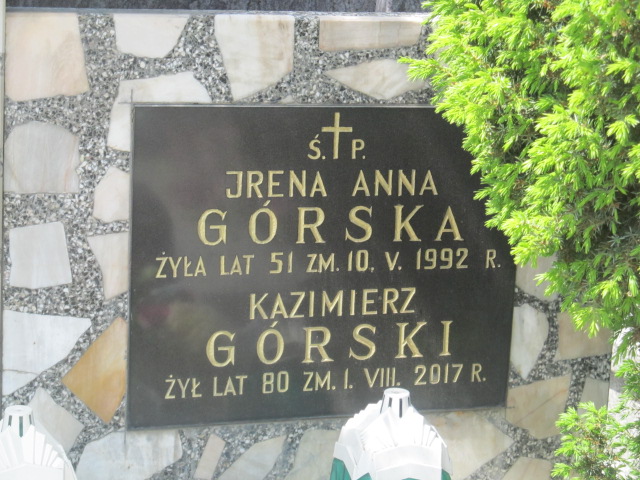 Ś. P.
JRENA ANNA
GÓRSKA
ŻYŁA LAT 51 ZM. 10. V. 1992 R.
KAZIMIERZ
GÓRSKI
ŻYŁ LAT 80 ZM. 1. VIII. 2017 R.